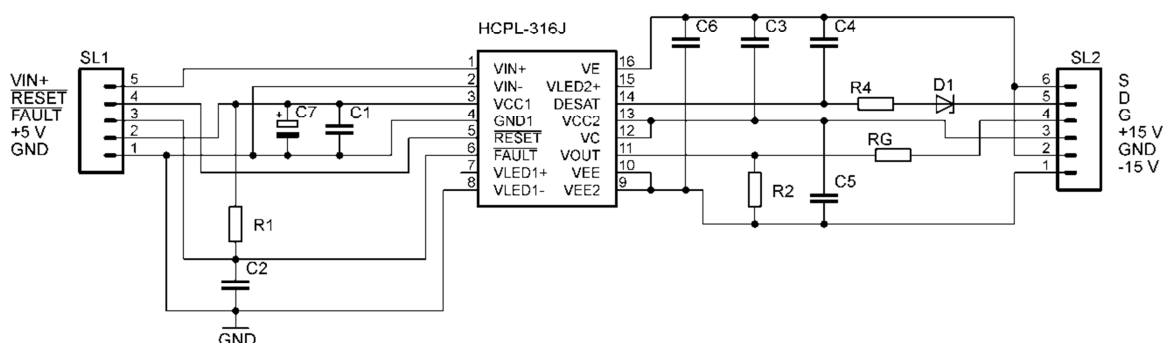 HCPL-316J
SL1
VIN+ 5
RESET 4
FAULT 3
+5 V 2
GND 1
C7
+
C1
R1
C2
GND
1 VIN+ VE 16
2 VIN- VLED2+ 15
3 VCC1 DESAT 14
4 GND1 VCC2 13
5 RESET VC 12
6 FAULT VOUT 11
7 VLED1+ VEE 10
8 VLED1- VEE2 9
C6
C3
C4
R4
D1
RG
R2
C5
SL2
6 S
5 D
4 G
3 +15 V
2 GND
1 -15 V